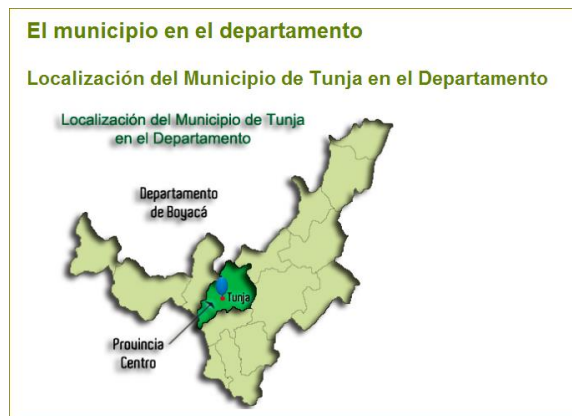 El municipio en el departamento
Localización del Municipio de Tunja en el Departamento
Localización del Municipio de Tunja
en el Departamento
Departamento
de Boyacá
Tunja
Provincia
Centro